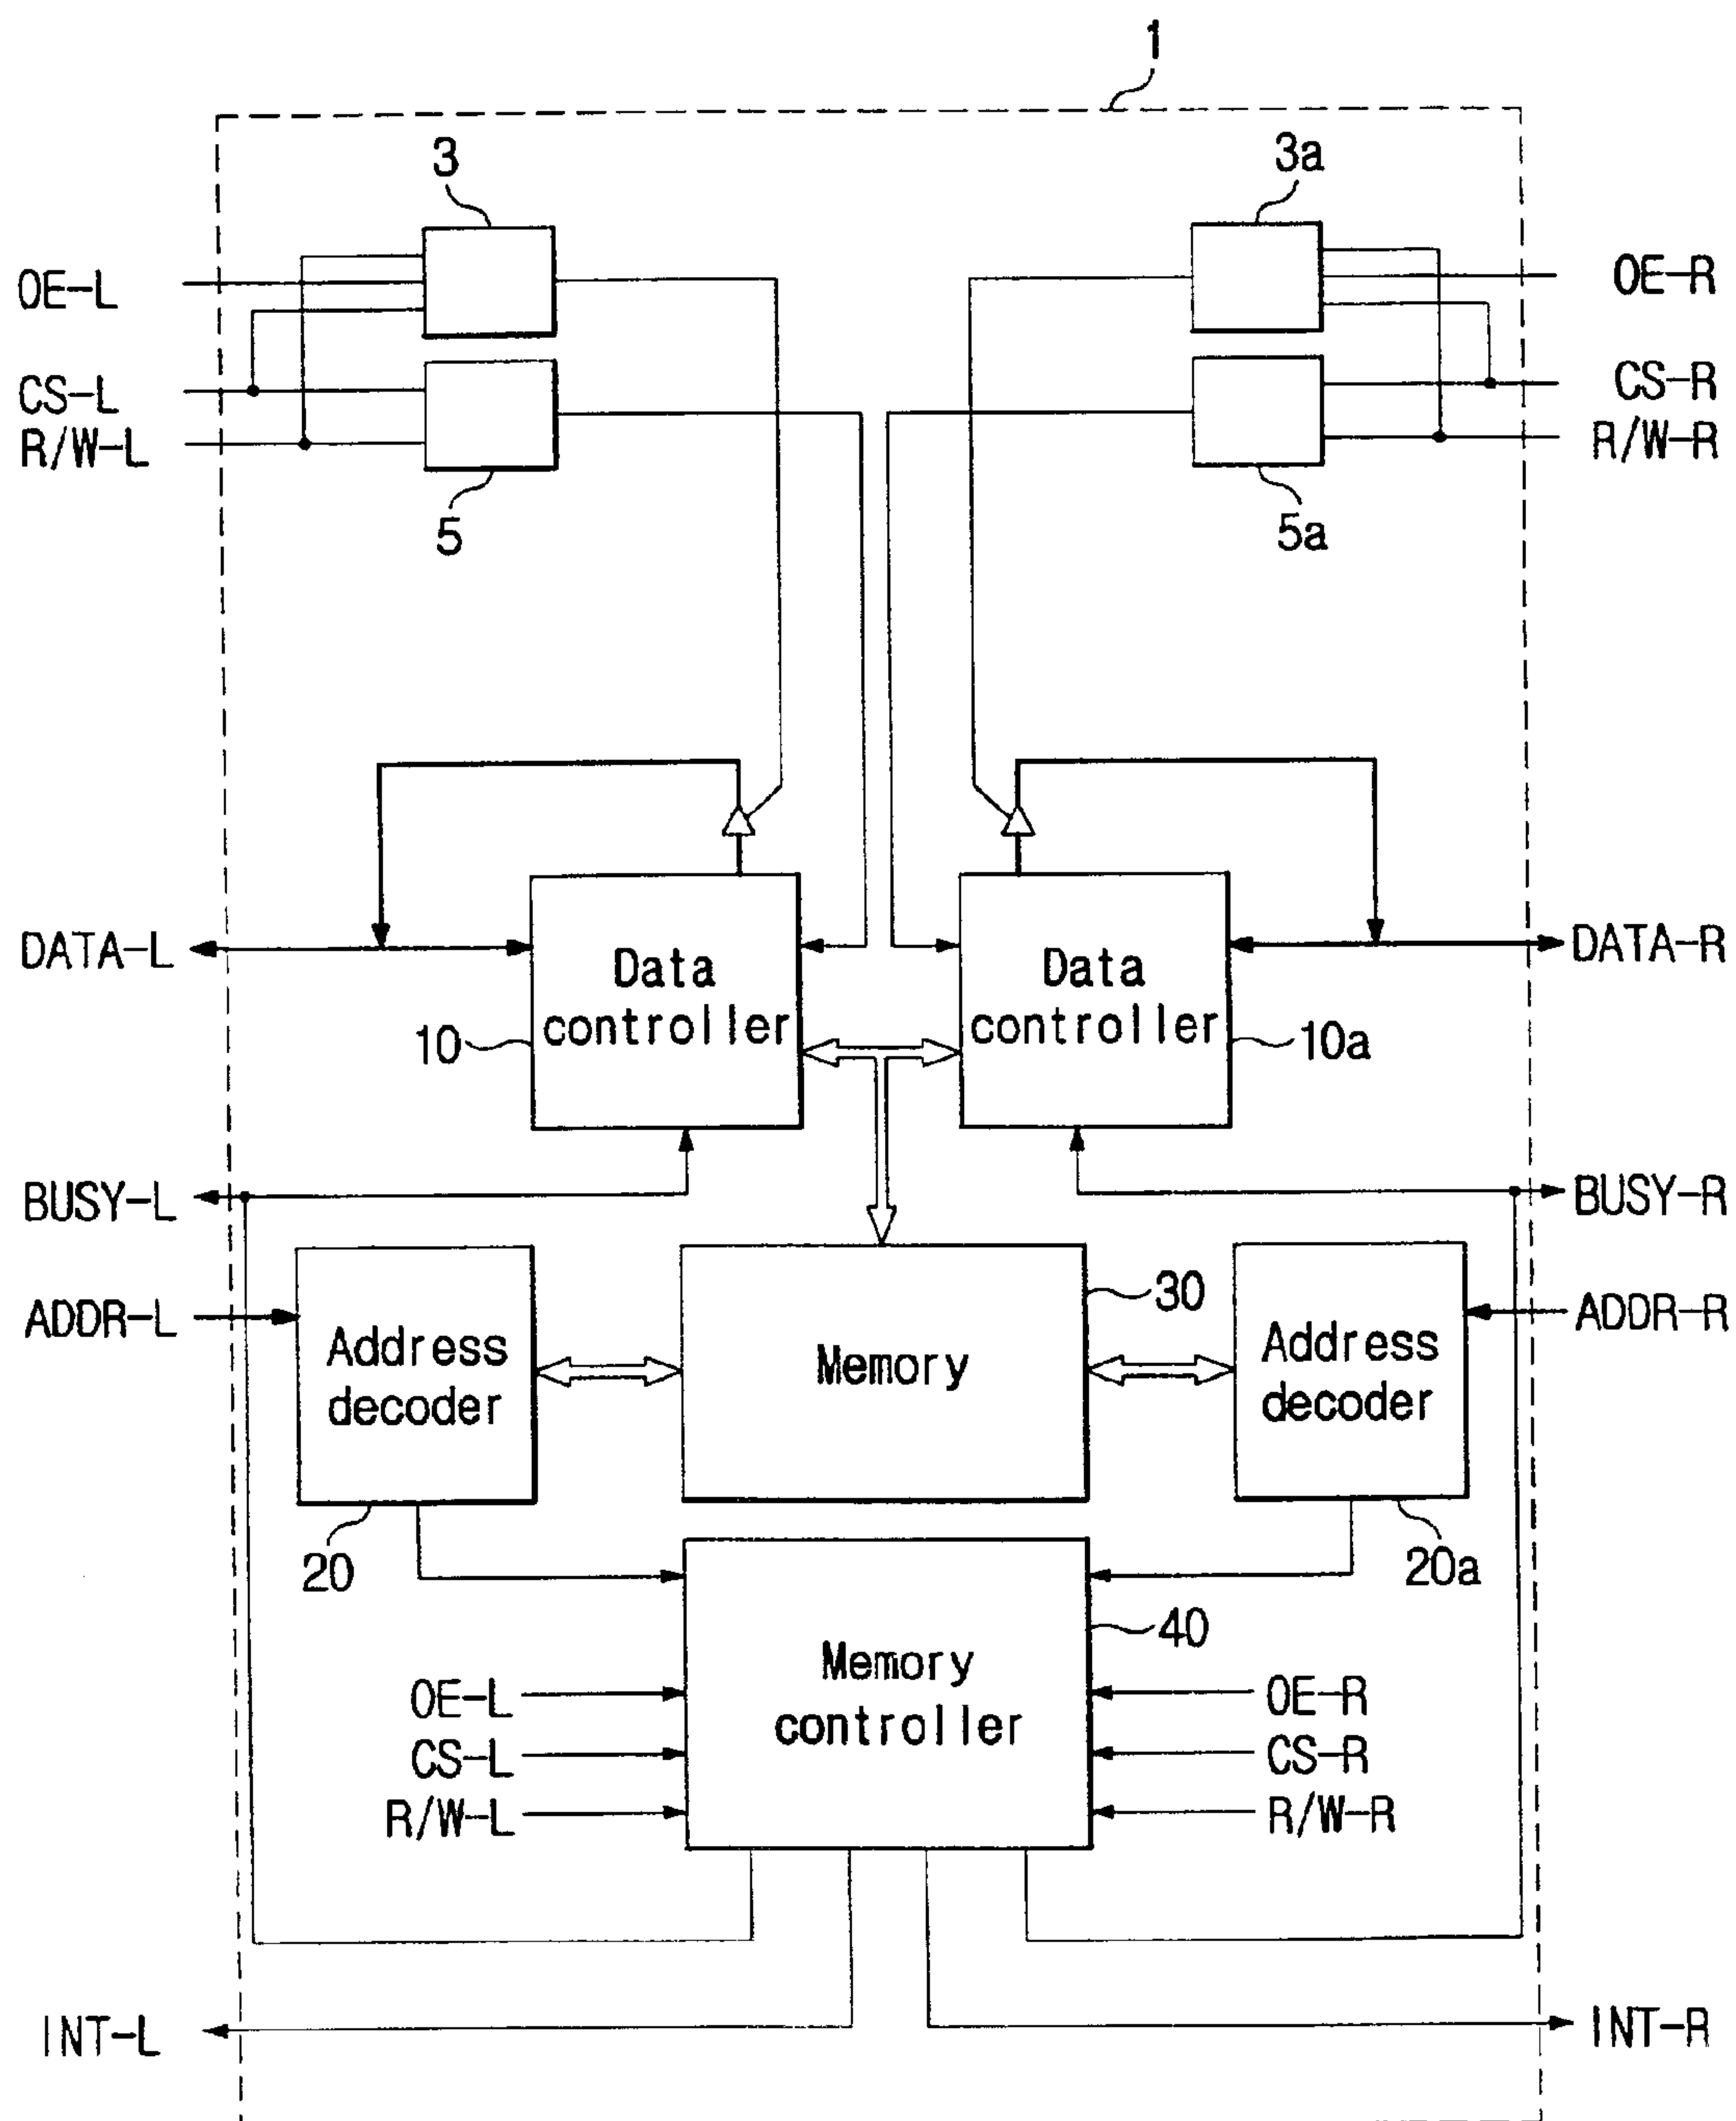 1
3
3a
OE-L
OE-R
CS-L
CS-R
R/W-L
R/W-R
5
5a
DATA-L
Data
controller
Data
controller
DATA-R
10
10a
BUSY-L
BUSY-R
30
ADDR-L
ADDR-R
Address
decoder
Memory
Address
decoder
20
20a
40
Memory
controller
OE-L
OE-R
CS-L
CS-R
R/W-L
R/W-R
INT-L
INT-R